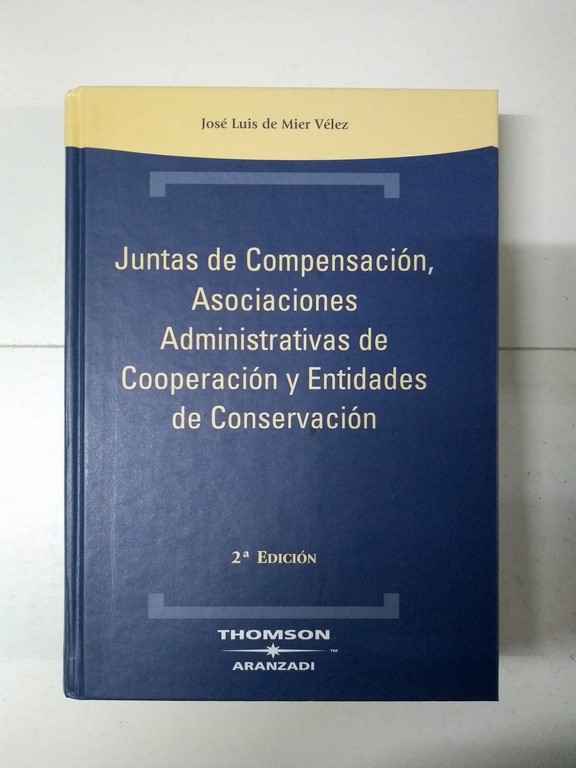 José Luis de Mier Vélez
Juntas de Compensación,
Asociaciones
Administrativas de
Cooperación y Entidades
de Conservación
2ª EDICIÓN
THOMSON
™
ARANZADI